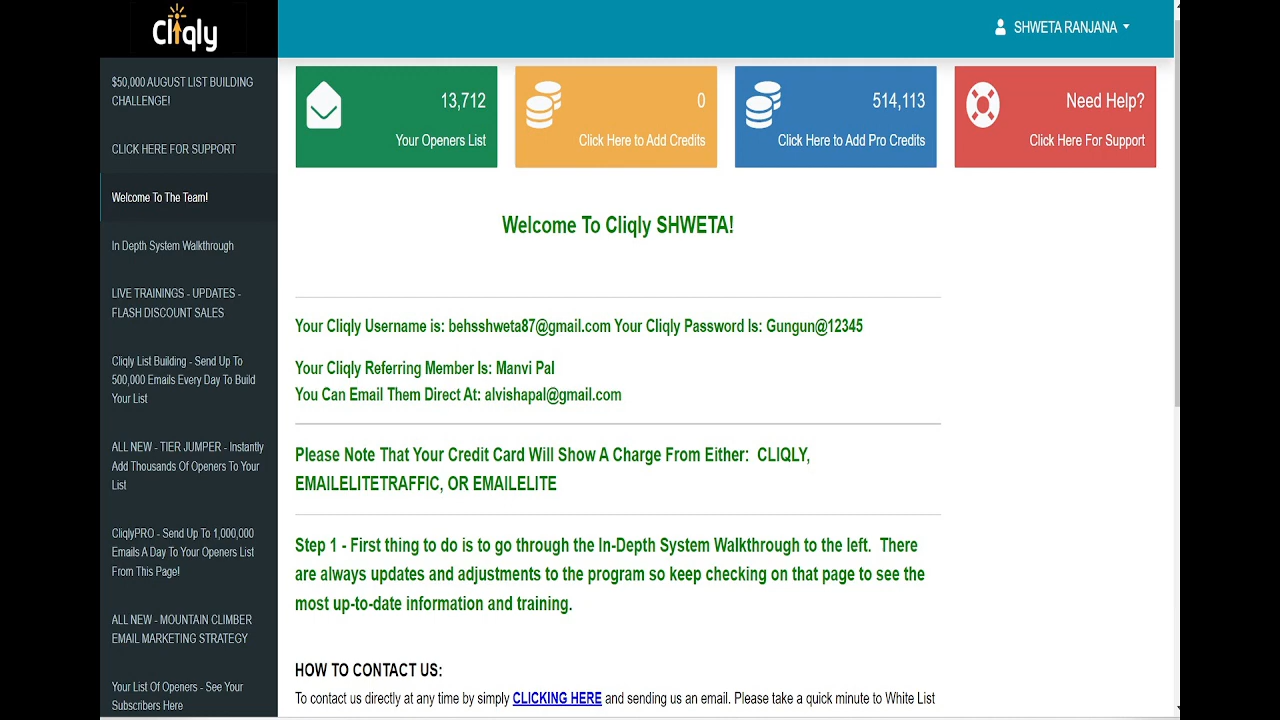 Cliqly
SHWETA RANJANA
$50,000 AUGUST LIST BUILDING
CHALLENGE!
CLICK HERE FOR SUPPORT
Welcome To The Team!
In Depth System Walkthrough
LIVE TRAININGS - UPDATES -
FLASH DISCOUNT SALES
Cliqly List Building - Send Up To
500,000 Emails Every Day To Build
Your List
ALL NEW - TIER JUMPER - Instantly
Add Thousands Of Openers To Your
List
CliqlyPRO - Send Up To 1,000,000
Emails A Day To Your Openers List
From This Page!
ALL NEW - MOUNTAIN CLIMBER
EMAIL MARKETING STRATEGY
Your List Of Openers - See Your
Subscribers Here
13,712
Your Openers List
0
Click Here to Add Credits
514,113
Click Here to Add Pro Credits
Need Help?
Click Here For Support
Welcome To Cliqly SHWETA!
Your Cliqly Username is: behsshweta87@gmail.com Your Cliqly Password Is: Gungun@12345
Your Cliqly Referring Member Is: Manvi Pal
You Can Email Them Direct At: alvishapal@gmail.com
Please Note That Your Credit Card Will Show A Charge From Either:  CLIQLY,
EMAILELITETRAFFIC, OR EMAILELITE
Step 1 - First thing to do is to go through the In-Depth System Walkthrough to the left.  There
are always updates and adjustments to the program so keep checking on that page to see the
most up-to-date information and training.
HOW TO CONTACT US:
To contact us directly at any time by simply CLICKING HERE and sending us an email. Please take a quick minute to White List